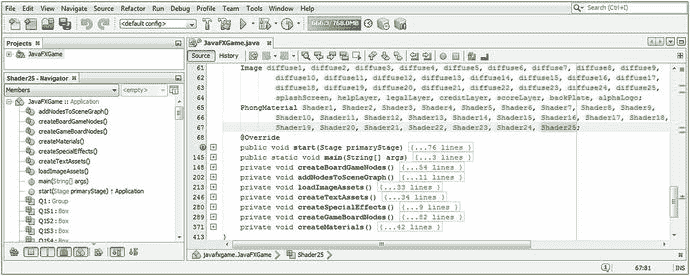 File Edit View Navigate Source Refactor Run Debug Profile Team Tools Window Help
Search (Ctrl+I)
<default config>
666.3/768.0MB
Projects
JavaFXGame
Shader25 - Navigator
Members
<empty>
JavaFXGame :: Application
addNodesToSceneGraph()
createBoardGameNodes()
createGameBoardNodes()
createMaterials()
createSpecialEffects()
createTextAssets()
loadImageAssets()
main(String[] args)
start(Stage primaryStage)
Q1 : Group
Q1S1 : Box
Q1S2 : Box
Q1S3 : Box
Q1S4 : Box
JavaFXGame.java
Source History
61 Image diffuse1, diffuse2, diffuse3, diffuse4, diffuse5, diffuse6, diffuse7, diffuse8, diffuse9,
62 diffuse10, diffuse11, diffuse12, diffuse13, diffuse14, diffuse15, diffuse16, diffuse17,
63 diffuse18, diffuse19, diffuse20, diffuse21, diffuse22, diffuse23, diffuse24, diffuse25,
64 splashScreen, helpLayer, legalLayer, creditLayer, scoreLayer, backPlate, alphaLogo;
65 PhongMaterial Shader1, Shader2, Shader3, Shader4, Shader5, Shader6, Shader7, Shader8, Shader9,
66 Shader10, Shader11, Shader12, Shader13, Shader14, Shader15, Shader16, Shader17, Shader18,
67 Shader19, Shader20, Shader21, Shader22, Shader23, Shader24, Shader25;
68 @Override
public void start(Stage primaryStage) {...76 lines }
145 public static void main(String[] args) {...3 lines }
148 private void createBoardGameNodes() {...54 lines }
202 private void addNodesToSceneGraph() {...11 lines }
213 private void loadImageAssets() {...33 lines }
246 private void createTextAssets() {...34 lines }
280 private void createSpecialEffects() {...9 lines }
289 private void createGameBoardNodes() {...82 lines }
371 private void createMaterials() {...42 lines }
413 }
javafxgame.JavaFXGame Shader25
67:81 INS